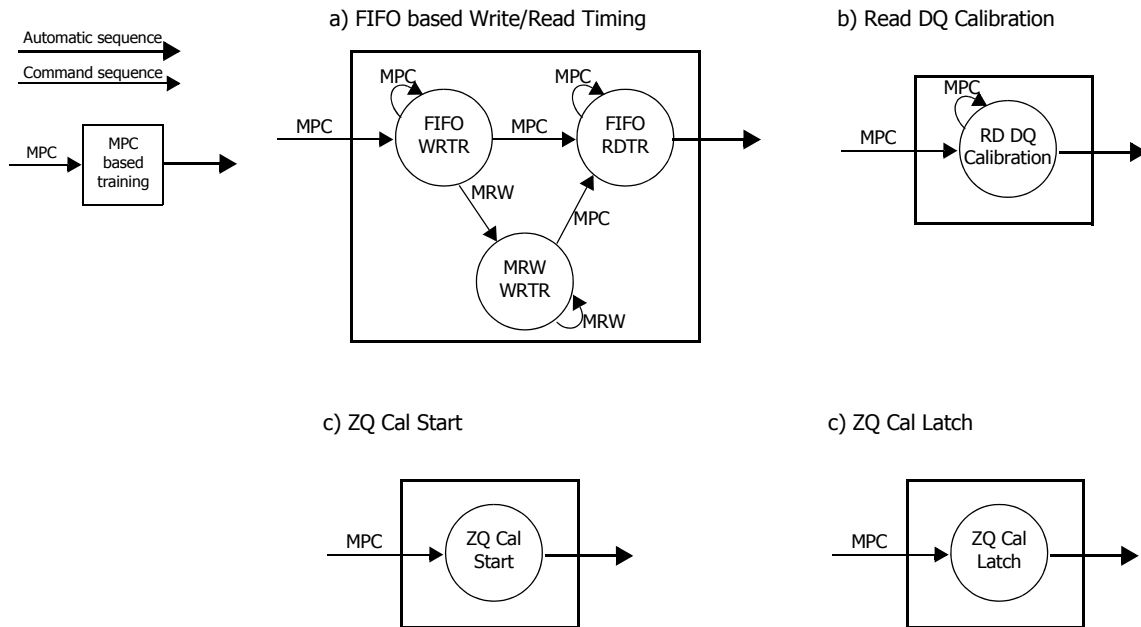 a) FIFO based Write/Read Timing
b) Read DQ Calibration
Automatic sequence
Command sequence
MPC
MPC
based
training
MPC
MPC
FIFO
WRTR
MPC
MPC
FIFO
RDTR
MRW
MPC
MRW
WRTR
MRW
MPC
MPC
RD DQ
Calibration
c) ZQ Cal Start
MPC
ZQ Cal
Start
c) ZQ Cal Latch
MPC
ZQ Cal
Latch